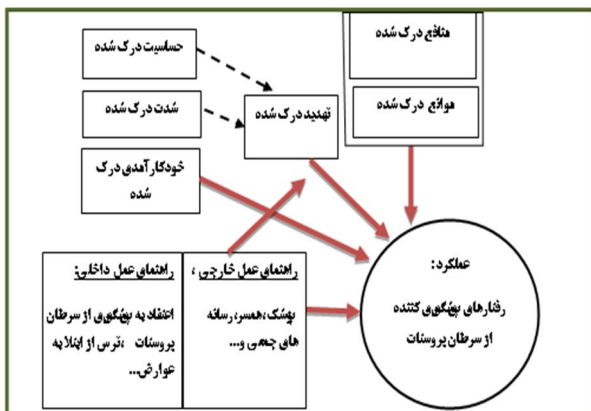 منافع درک شده
حساسیت درک شده
شدت درک شده
تهدید درک شده
موانع درک شده
خودکارآمدی درک
شده
عملکرد:
رفتارهای پیشگیری کننده
از سرطان پروستات
راهنمای عمل خارجی ،
پزشک، همسر، رسانه
های جمعی و...
راهنمای عمل داخلی:
اعتقاد به پیشگیری از سرطان
پروستات ، ترس از ابتلا به
عوارض...